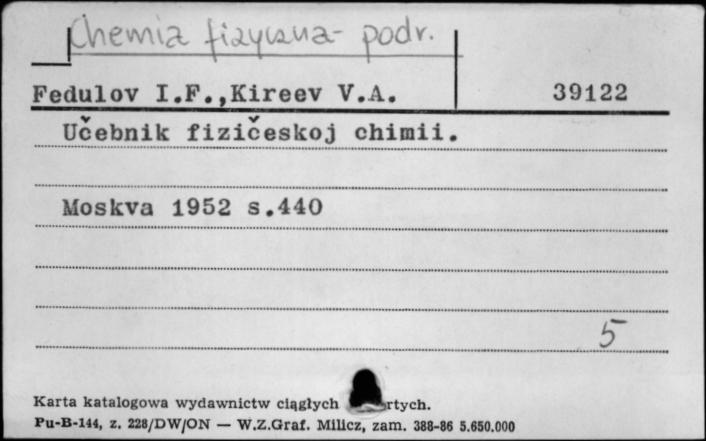 Chemia fizyczna - podr.
Fedulov I.F.,Kireev V.A. 39122
Učebnik fizičeskoj chimii.
Moskva 1952 s.440
5
Karta katalogowa wydawnictw ciągłych rtych.
Pu-B-144, z. 228/DW/ON — W.Z.Graf. Milicz, zam. 388-86 5.650.000